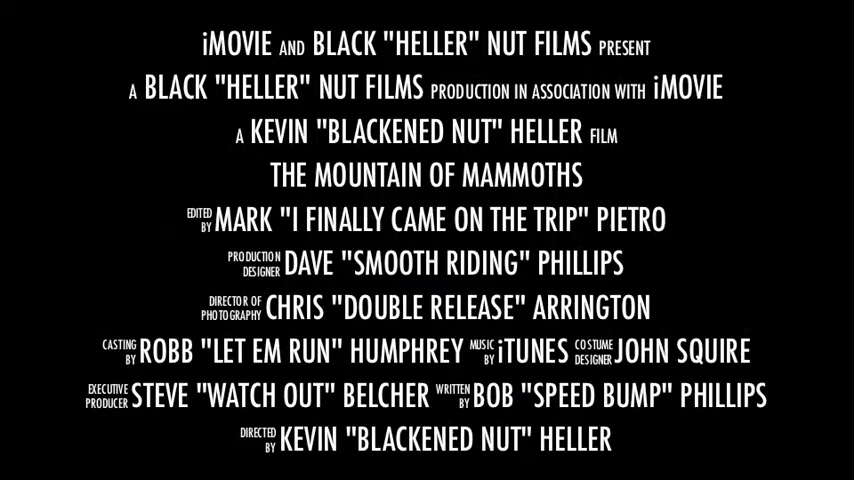 iMOVIE AND BLACK "HELLER" NUT FILMS PRESENT
A BLACK "HELLER" NUT FILMS PRODUCTION IN ASSOCIATION WITH iMOVIE
A KEVIN "BLACKENED NUT" HELLER FILM
THE MOUNTAIN OF MAMMOTHS
EDITED BY MARK "I FINALLY CAME ON THE TRIP" PIETRO
PRODUCTION DESIGNER DAVE "SMOOTH RIDING" PHILLIPS
DIRECTOR OF PHOTOGRAPHY CHRIS "DOUBLE RELEASE" ARRINGTON
CASTING BY ROBB "LET EM RUN" HUMPHREY MUSIC BY iTUNES COSTUME DESIGNER JOHN SQUIRE
EXECUTIVE PRODUCER STEVE "WATCH OUT" BELCHER WRITTEN BY BOB "SPEED BUMP" PHILLIPS
DIRECTED BY KEVIN "BLACKENED NUT" HELLER